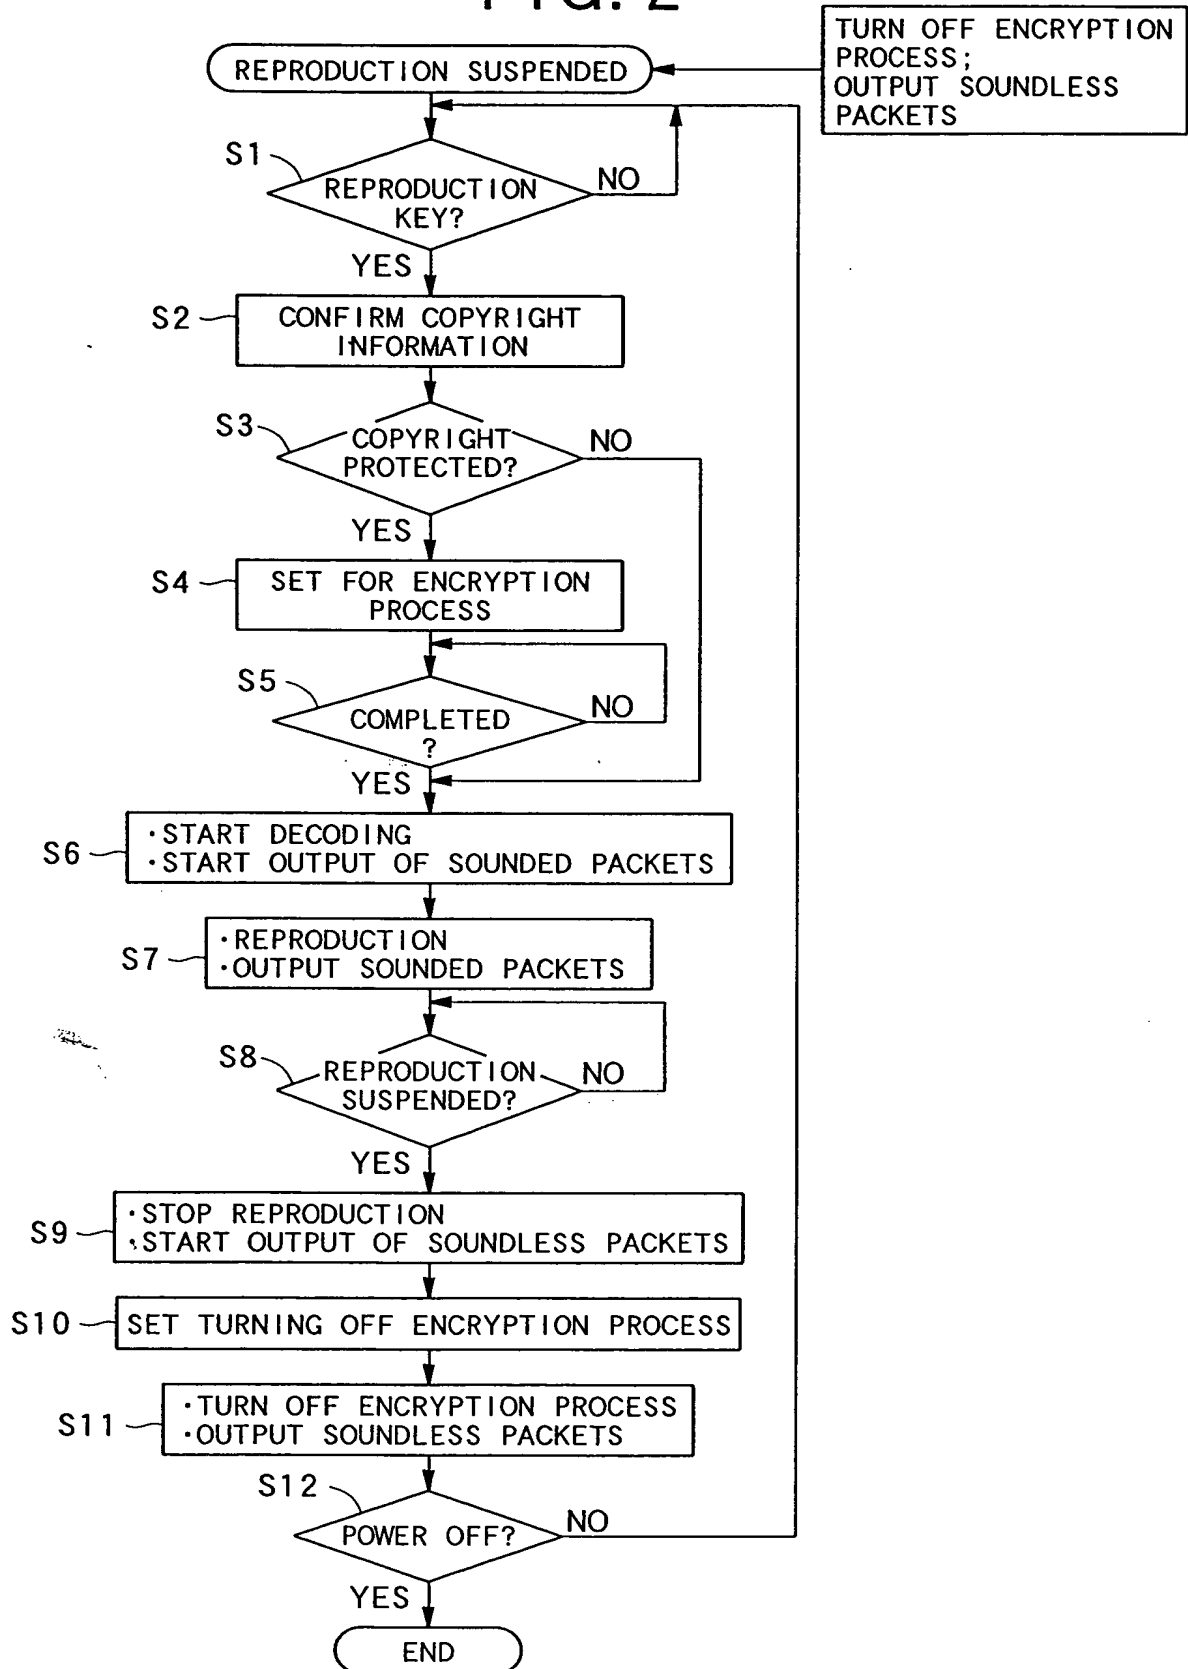 FIG. 2
TURN OFF ENCRYPTION
PROCESS;
OUTPUT SOUNDLESS
PACKETS
REPRODUCTION SUSPENDED
S1
REPRODUCTION
KEY?
NO
YES
S2
CONFIRM COPYRIGHT
INFORMATION
S3
COPYRIGHT
PROTECTED?
NO
YES
S4
SET FOR ENCRYPTION
PROCESS
S5
COMPLETED
?
NO
YES
S6
·START DECODING
·START OUTPUT OF SOUNDED PACKETS
S7
·REPRODUCTION
·OUTPUT SOUNDED PACKETS
S8
REPRODUCTION
SUSPENDED?
NO
YES
S9
·STOP REPRODUCTION
·START OUTPUT OF SOUNDLESS PACKETS
S10
SET TURNING OFF ENCRYPTION PROCESS
S11
·TURN OFF ENCRYPTION PROCESS
·OUTPUT SOUNDLESS PACKETS
S12
POWER OFF?
NO
YES
END